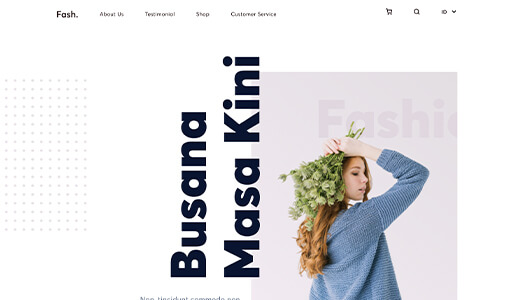 Fash.
About Us
Testimonial
Shop
Customer Service
ID
Busana
Masa Kini
Fashio
Non tincidunt commodo non